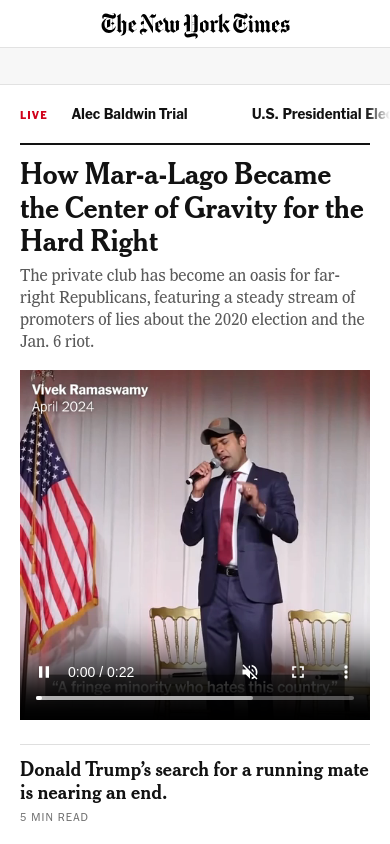 The New York Times
LIVE Alec Baldwin Trial U.S. Presidential Elec
How Mar-a-Lago Became
the Center of Gravity for the
Hard Right
The private club has become an oasis for far-
right Republicans, featuring a steady stream of
promoters of lies about the 2020 election and the
Jan. 6 riot.
Vivek Ramaswamy
April 2024
0:00 / 0:22
“A fringe minority who hates this country.”
Donald Trump’s search for a running mate
is nearing an end.
5 MIN READ